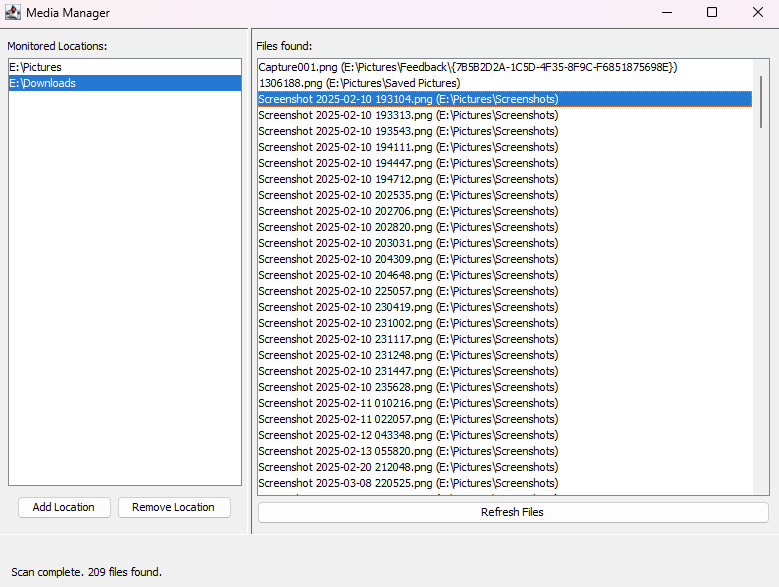 Media Manager
Monitored Locations:
E:\Pictures
E:\Downloads
Add Location
Remove Location
Files found:
Capture001.png (E:\Pictures\Feedback\{7B5B2D2A-1C5D-4F35-8F9C-F6851875698E})
1306188.png (E:\Pictures\Saved Pictures)
Screenshot 2025-02-10 193104.png (E:\Pictures\Screenshots)
Screenshot 2025-02-10 193313.png (E:\Pictures\Screenshots)
Screenshot 2025-02-10 193543.png (E:\Pictures\Screenshots)
Screenshot 2025-02-10 194111.png (E:\Pictures\Screenshots)
Screenshot 2025-02-10 194447.png (E:\Pictures\Screenshots)
Screenshot 2025-02-10 194712.png (E:\Pictures\Screenshots)
Screenshot 2025-02-10 202535.png (E:\Pictures\Screenshots)
Screenshot 2025-02-10 202706.png (E:\Pictures\Screenshots)
Screenshot 2025-02-10 202820.png (E:\Pictures\Screenshots)
Screenshot 2025-02-10 203031.png (E:\Pictures\Screenshots)
Screenshot 2025-02-10 204309.png (E:\Pictures\Screenshots)
Screenshot 2025-02-10 204648.png (E:\Pictures\Screenshots)
Screenshot 2025-02-10 225057.png (E:\Pictures\Screenshots)
Screenshot 2025-02-10 230419.png (E:\Pictures\Screenshots)
Screenshot 2025-02-10 231002.png (E:\Pictures\Screenshots)
Screenshot 2025-02-10 231117.png (E:\Pictures\Screenshots)
Screenshot 2025-02-10 231248.png (E:\Pictures\Screenshots)
Screenshot 2025-02-10 231447.png (E:\Pictures\Screenshots)
Screenshot 2025-02-10 235628.png (E:\Pictures\Screenshots)
Screenshot 2025-02-11 010216.png (E:\Pictures\Screenshots)
Screenshot 2025-02-11 022057.png (E:\Pictures\Screenshots)
Screenshot 2025-02-12 043348.png (E:\Pictures\Screenshots)
Screenshot 2025-02-13 055820.png (E:\Pictures\Screenshots)
Screenshot 2025-02-20 212048.png (E:\Pictures\Screenshots)
Screenshot 2025-03-08 220525.png (E:\Pictures\Screenshots)
Refresh Files
Scan complete. 209 files found.